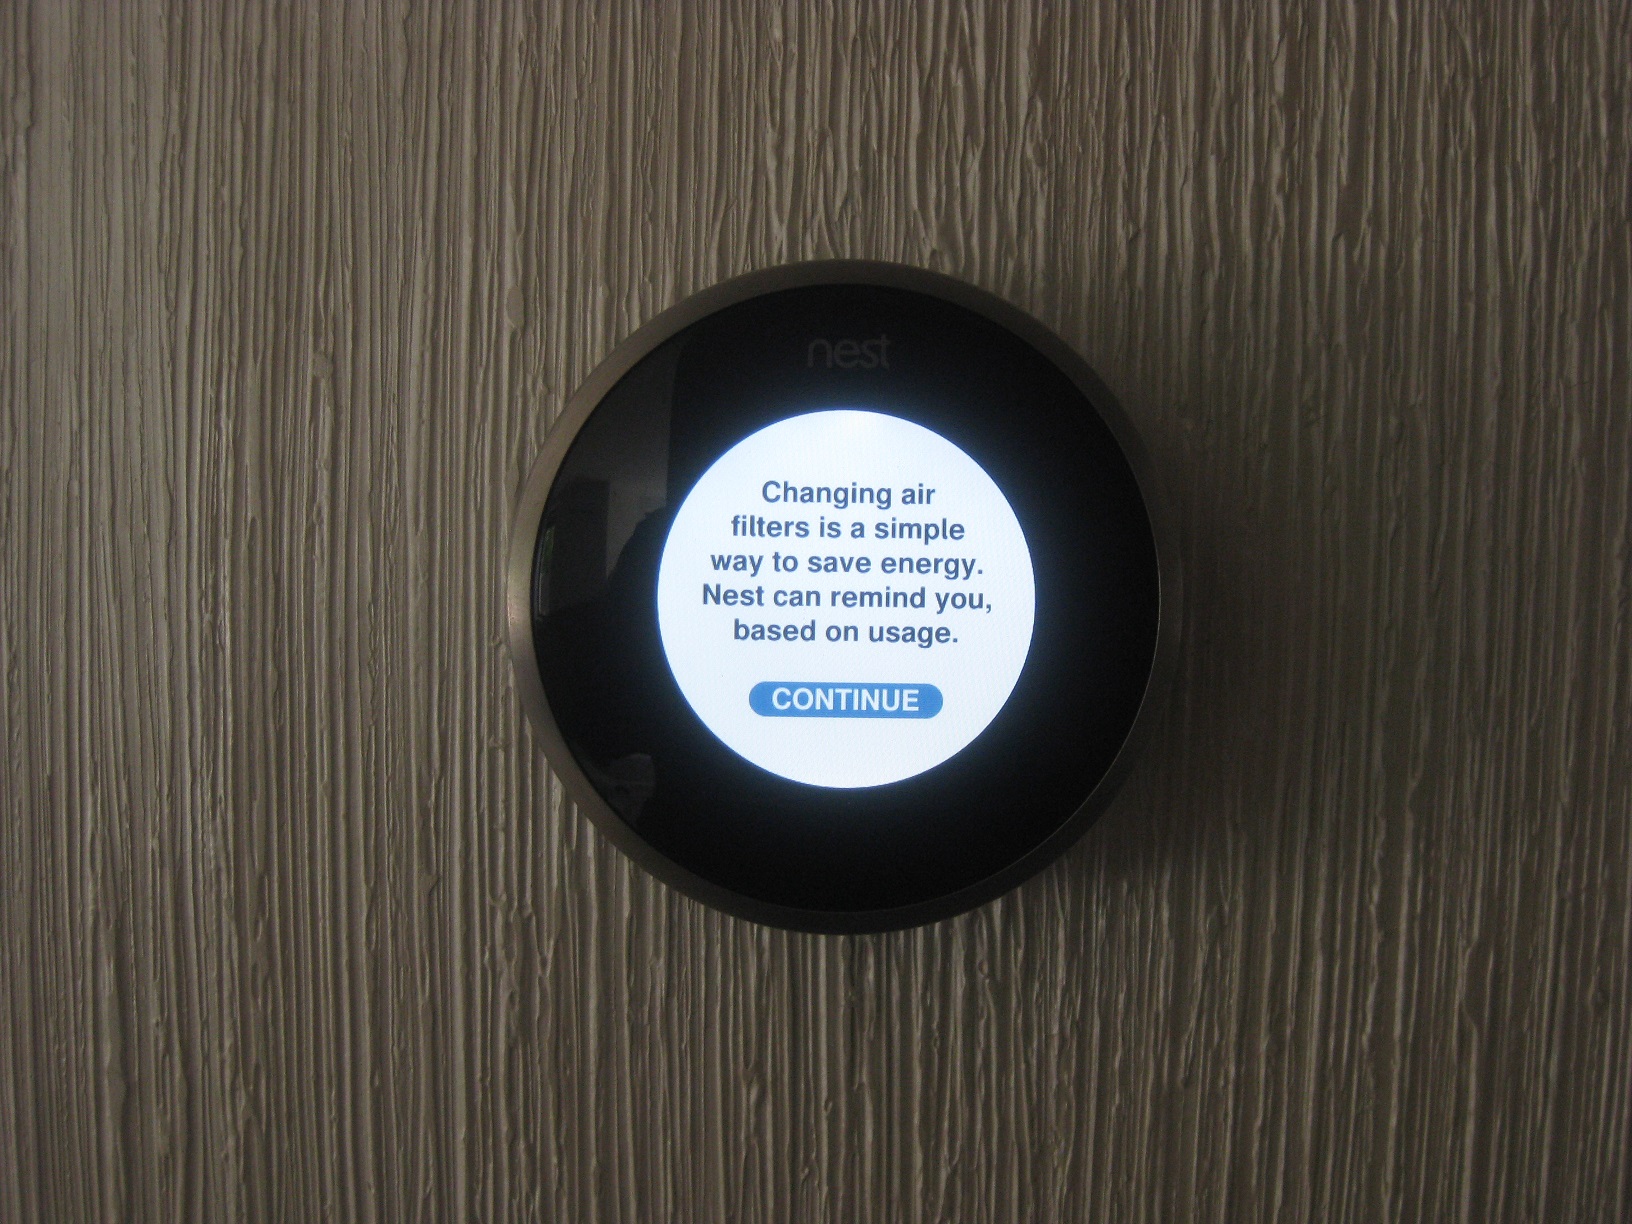 nest
Changing air
filters is a simple
way to save energy.
Nest can remind you,
based on usage.
CONTINUE